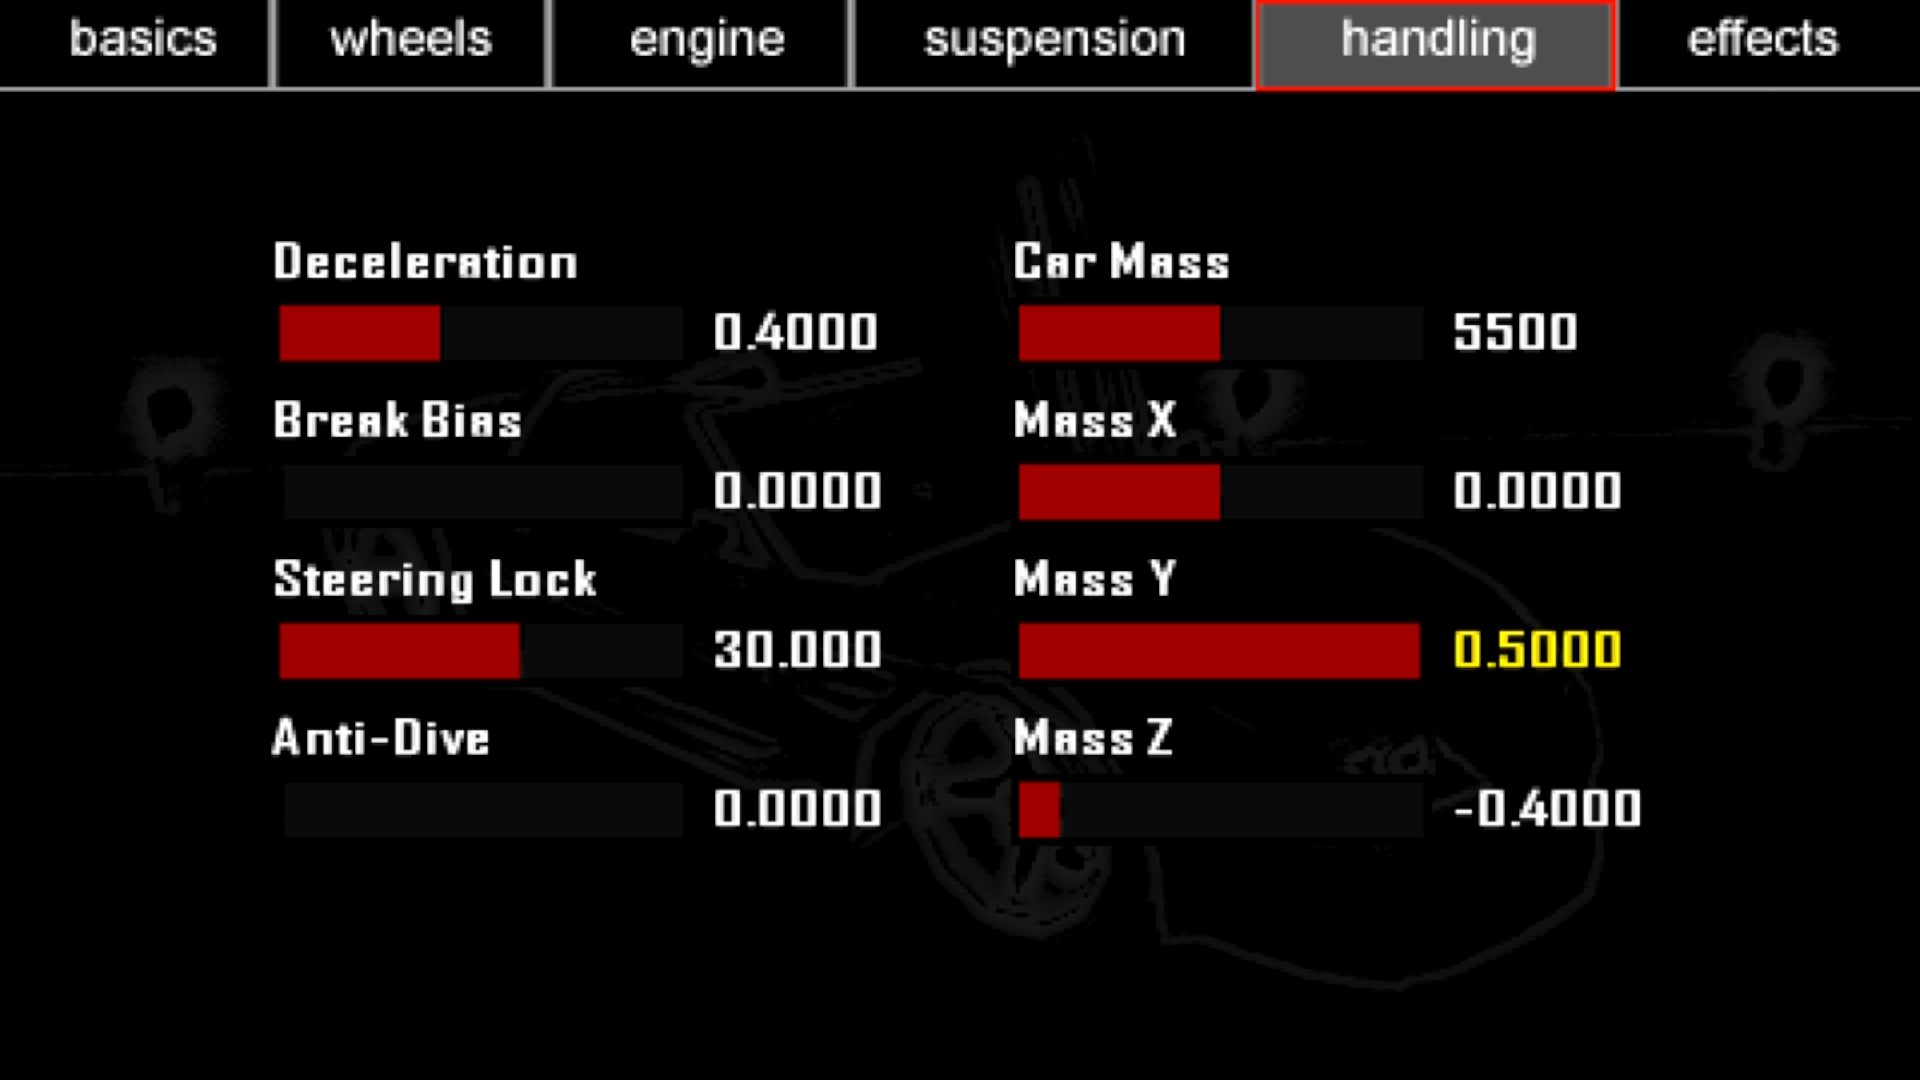 basics wheels engine suspension handling effects
Deceleration
0.4000
Break Bias
0.0000
Steering Lock
30.000
Anti-Dive
0.0000
Car Mass
5500
Mass X
0.0000
Mass Y
0.5000
Mass Z
-0.4000